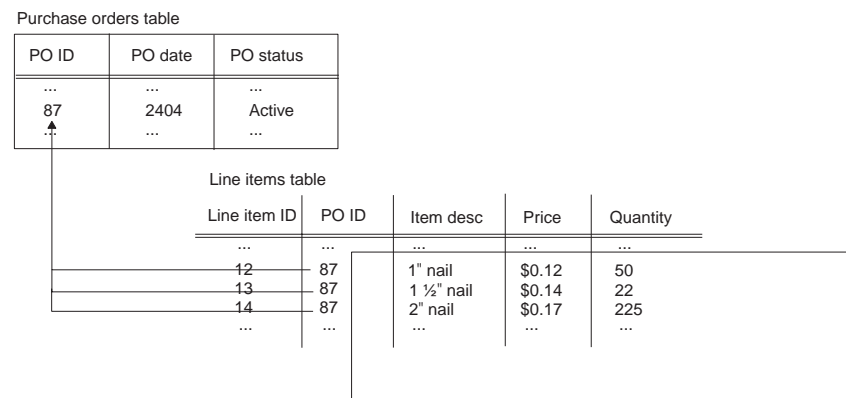 Purchase orders table
PO ID PO date PO status
... ... ...
87 2404 Active
... ... ...
Line items table
Line item ID PO ID Item desc Price Quantity
... ... ... ... ...
12 87 1" nail $0.12 50
13 87 1 ½" nail $0.14 22
14 87 2" nail $0.17 225
... ... ... ... ...